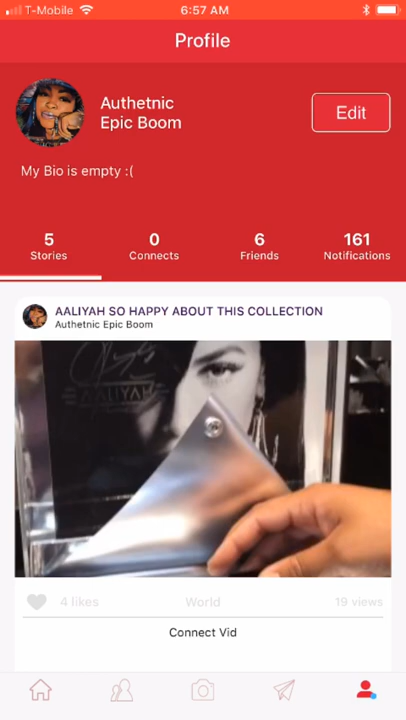 T-Mobile
6:57 AM
Profile
Authetnic
Epic Boom
Edit
My Bio is empty :(
5
Stories
0
Connects
6
Friends
161
Notifications
AALIYAH SO HAPPY ABOUT THIS COLLECTION
Authetnic Epic Boom
AALIYAH
4 likes
World
19 views
Connect Vid